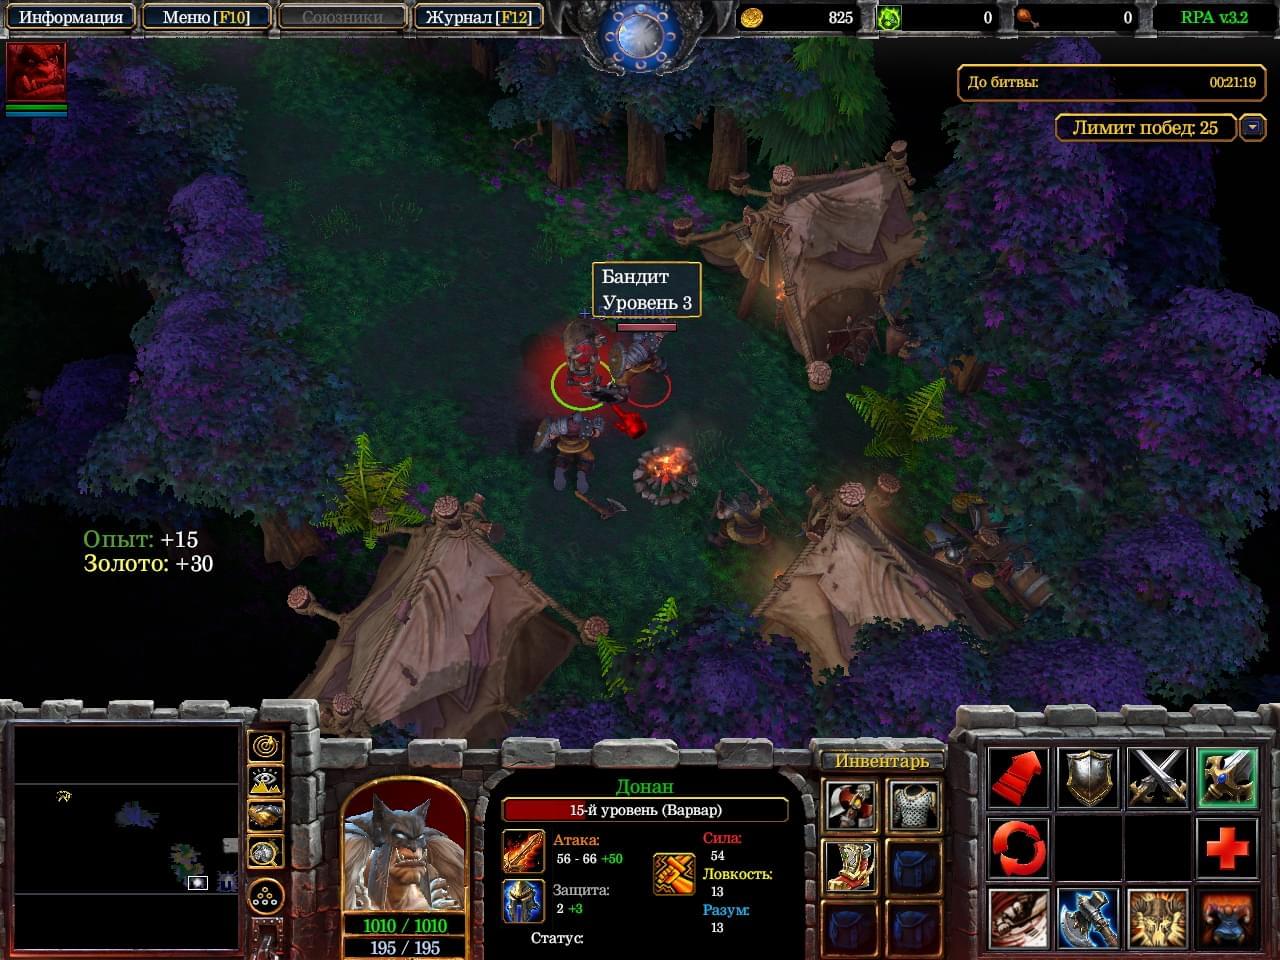 Информация
Меню [F10]
Союзники
Журнал [F12]
825
0
0
RPA v.3.2
До битвы:
00:21:19
Лимит побед: 25
Бандит
Уровень 3
Опыт: +15
Золото: +30
Донан
15-й уровень (Варвар)
Атака:
56 - 66 +50
Защита:
2 +3
Статус:
Сила:
54
Ловкость:
13
Разум:
13
1010 / 1010
195 / 195
Инвентарь